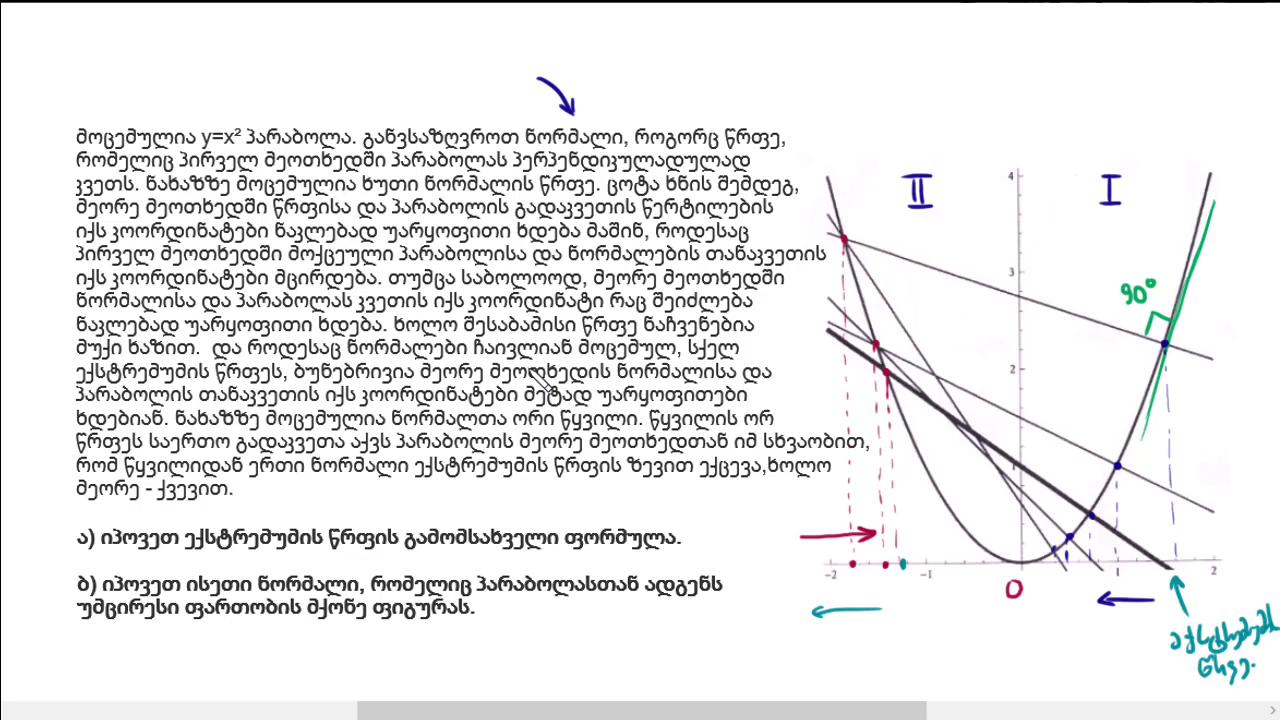 მოცემულია y=x² პარაბოლა. განვსაზღვროთ ნორმალი, როგორც წრფე,
რომელიც პირველ მეოთხედში პარაბოლას პერპენდიკულადულად
კვეთს. ნახაზზე მოცემულია ხუთი ნორმალის წრფე. ცოტა ხნის შემდეგ,
მეორე მეოთხედში წრფისა და პარაბოლის გადაკვეთის წერტილების
იქს კოორდინატები ნაკლებად უარყოფითი ხდება მაშინ, როდესაც
პირველ მეოთხედში მოქცეული პარაბოლისა და ნორმალების თანაკვეთის
იქს კოორდინატები მცირდება. თუმცა საბოლოოდ, მეორე მეოთხედში
ნორმალისა და პარაბოლას კვეთის იქს კოორდინატი რაც შეიძლება
ნაკლებად უარყოფითი ხდება. ხოლო შესაბამისი წრფე ნაჩვენებია
მუქი ხაზით. და როდესაც ნორმალები ჩაივლიან მოცემულ, სქელ
ექსტრემუმის წრფეს, ბუნებრივია მეორე მეოთხედის ნორმალისა და
პარაბოლის თანაკვეთის იქს კოორდინატები მეტად უარყოფითები
ხდებიან. ნახაზზე მოცემულია ნორმალთა ორი წყვილი. წყვილის ორ
წრფეს საერთო გადაკვეთა აქვს პარაბოლის მეორე მეოთხედთან იმ სხვაობით,
რომ წყვილიდან ერთი ნორმალი ექსტრემუმის წრფის ზევით ექცევა,ხოლო
მეორე - ქვევით.
ა) იპოვეთ ექსტრემუმის წრფის გამომსახველი ფორმულა.
ბ) იპოვეთ ისეთი ნორმალი, რომელიც პარაბოლასთან ადგენს
უმცირესი ფართობის მქონე ფიგურას.
II
I
4
3
90°
2
1
-2
-1
0
1
2
ექსტრემუმის
წრფე.